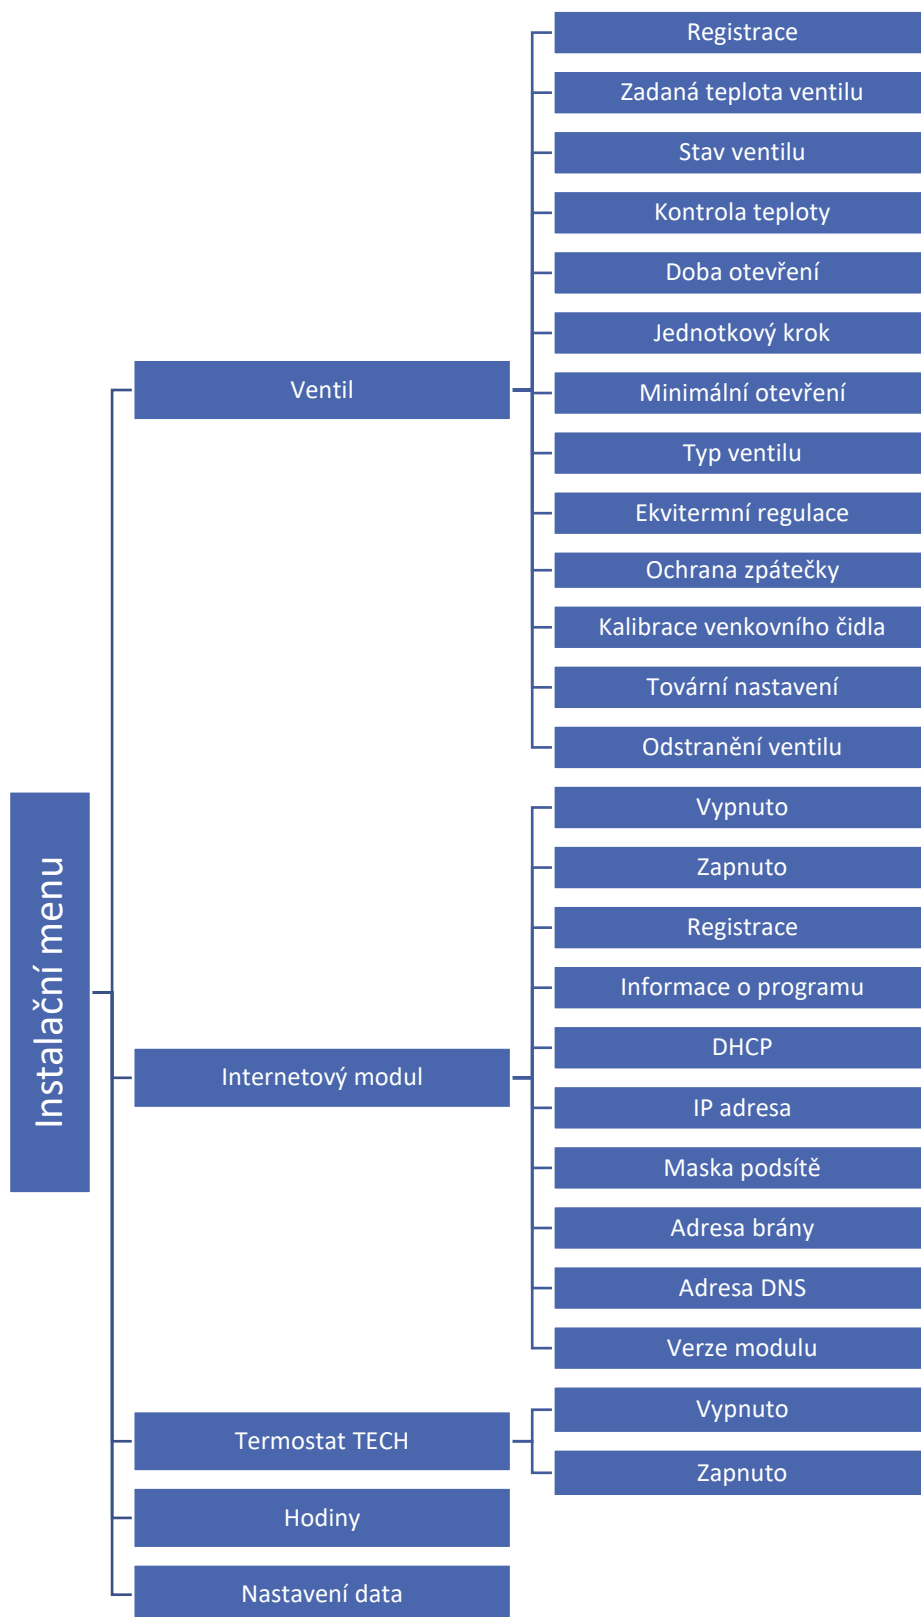 Instalační menu
Ventil
Registrace
Zadaná teplota ventilu
Stav ventilu
Kontrola teploty
Doba otevření
Jednotkový krok
Minimální otevření
Typ ventilu
Ekvitermní regulace
Ochrana zpátečky
Kalibrace venkovního čidla
Tovární nastavení
Odstranění ventilu
Internetový modul
Vypnuto
Zapnuto
Registrace
Informace o programu
DHCP
IP adresa
Maska podsítě
Adresa brány
Adresa DNS
Verze modulu
Termostat TECH
Vypnuto
Zapnuto
Hodiny
Nastavení data